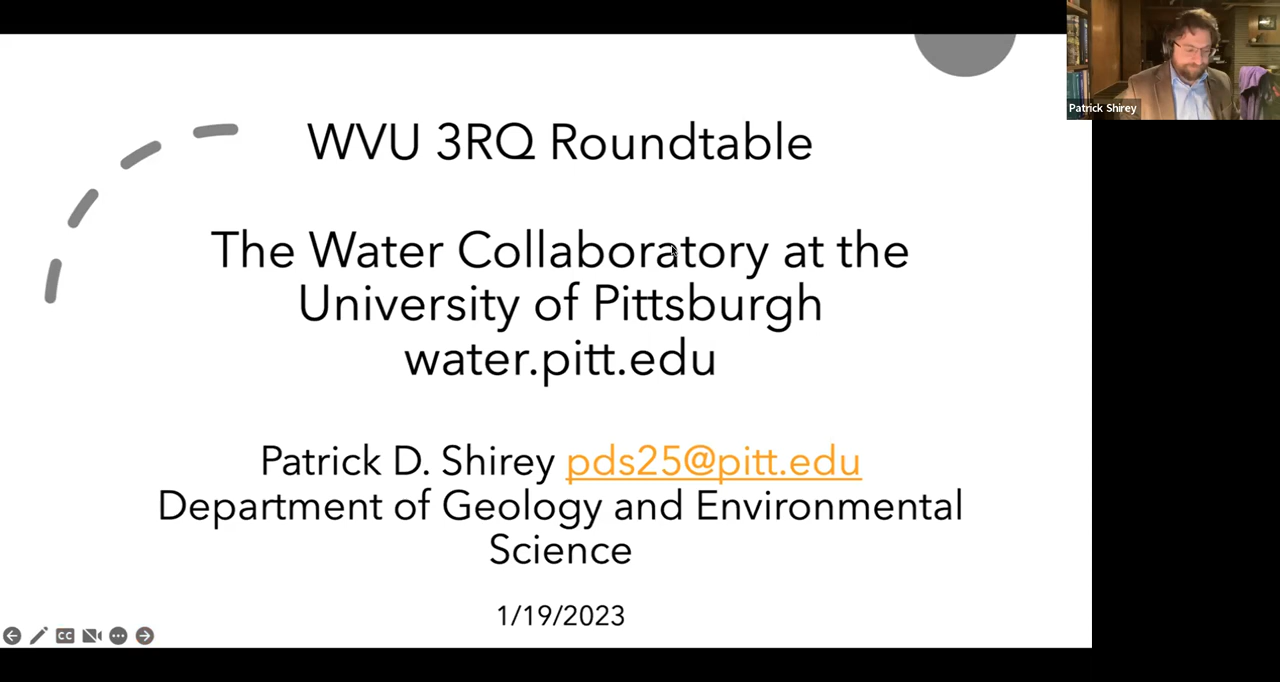 WVU 3RQ Roundtable
The Water Collaboratory at the
University of Pittsburgh
water.pitt.edu
Patrick D. Shirey pds25@pitt.edu
Department of Geology and Environmental
Science
1/19/2023
CC
Patrick Shirey